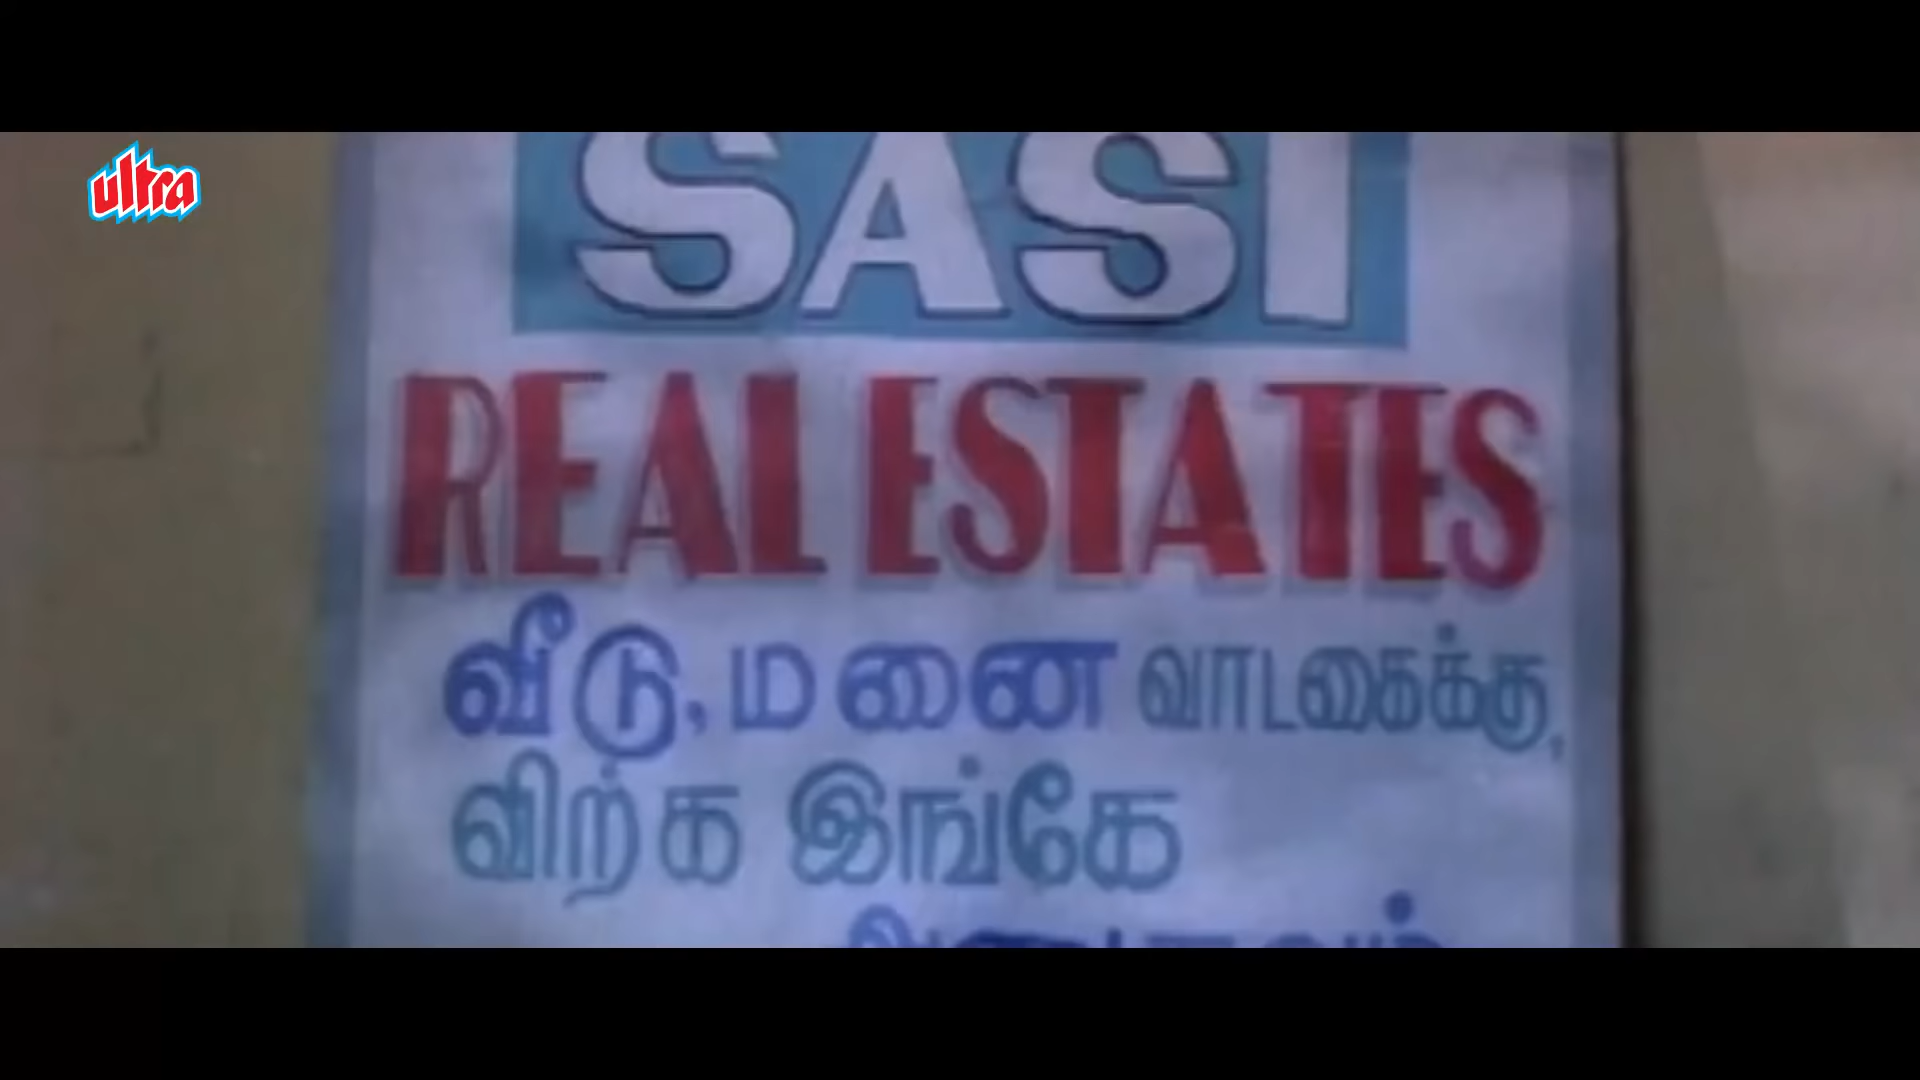 ultra
SASI
REAL ESTATES
வீடு, மனை வாடகைக்கு,
விற்க இங்கே